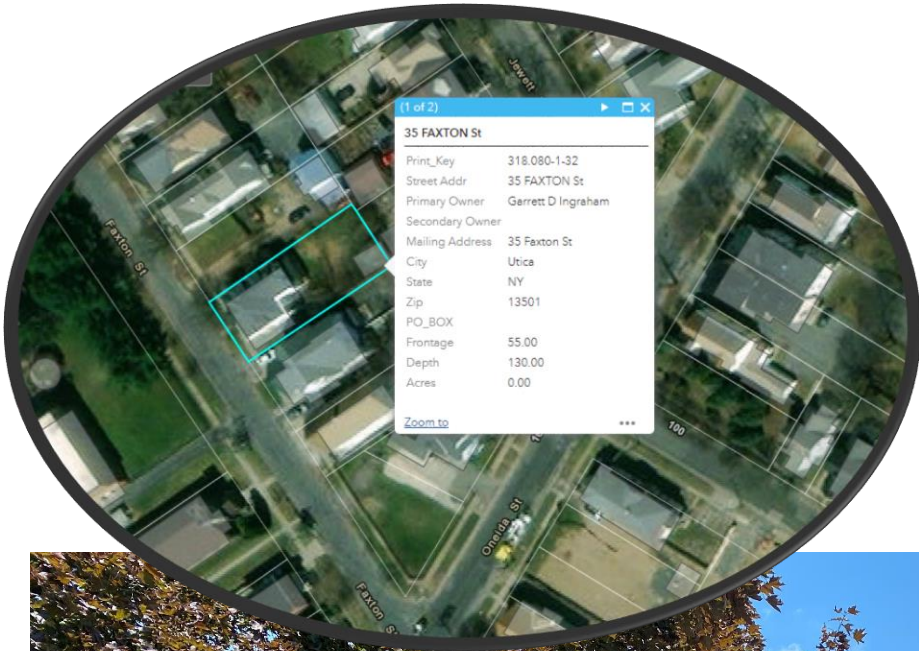 Jewett
(1 of 2)
35 FAXTON St
Print_Key 318.080-1-32
Street Addr 35 FAXTON St
Primary Owner Garrett D Ingraham
Secondary Owner
Mailing Address 35 Faxton St
City Utica
State NY
Zip 13501
PO_BOX
Frontage 55.00
Depth 130.00
Acres 0.00
Zoom to
Faxton St
100
Oneida St
Faxton